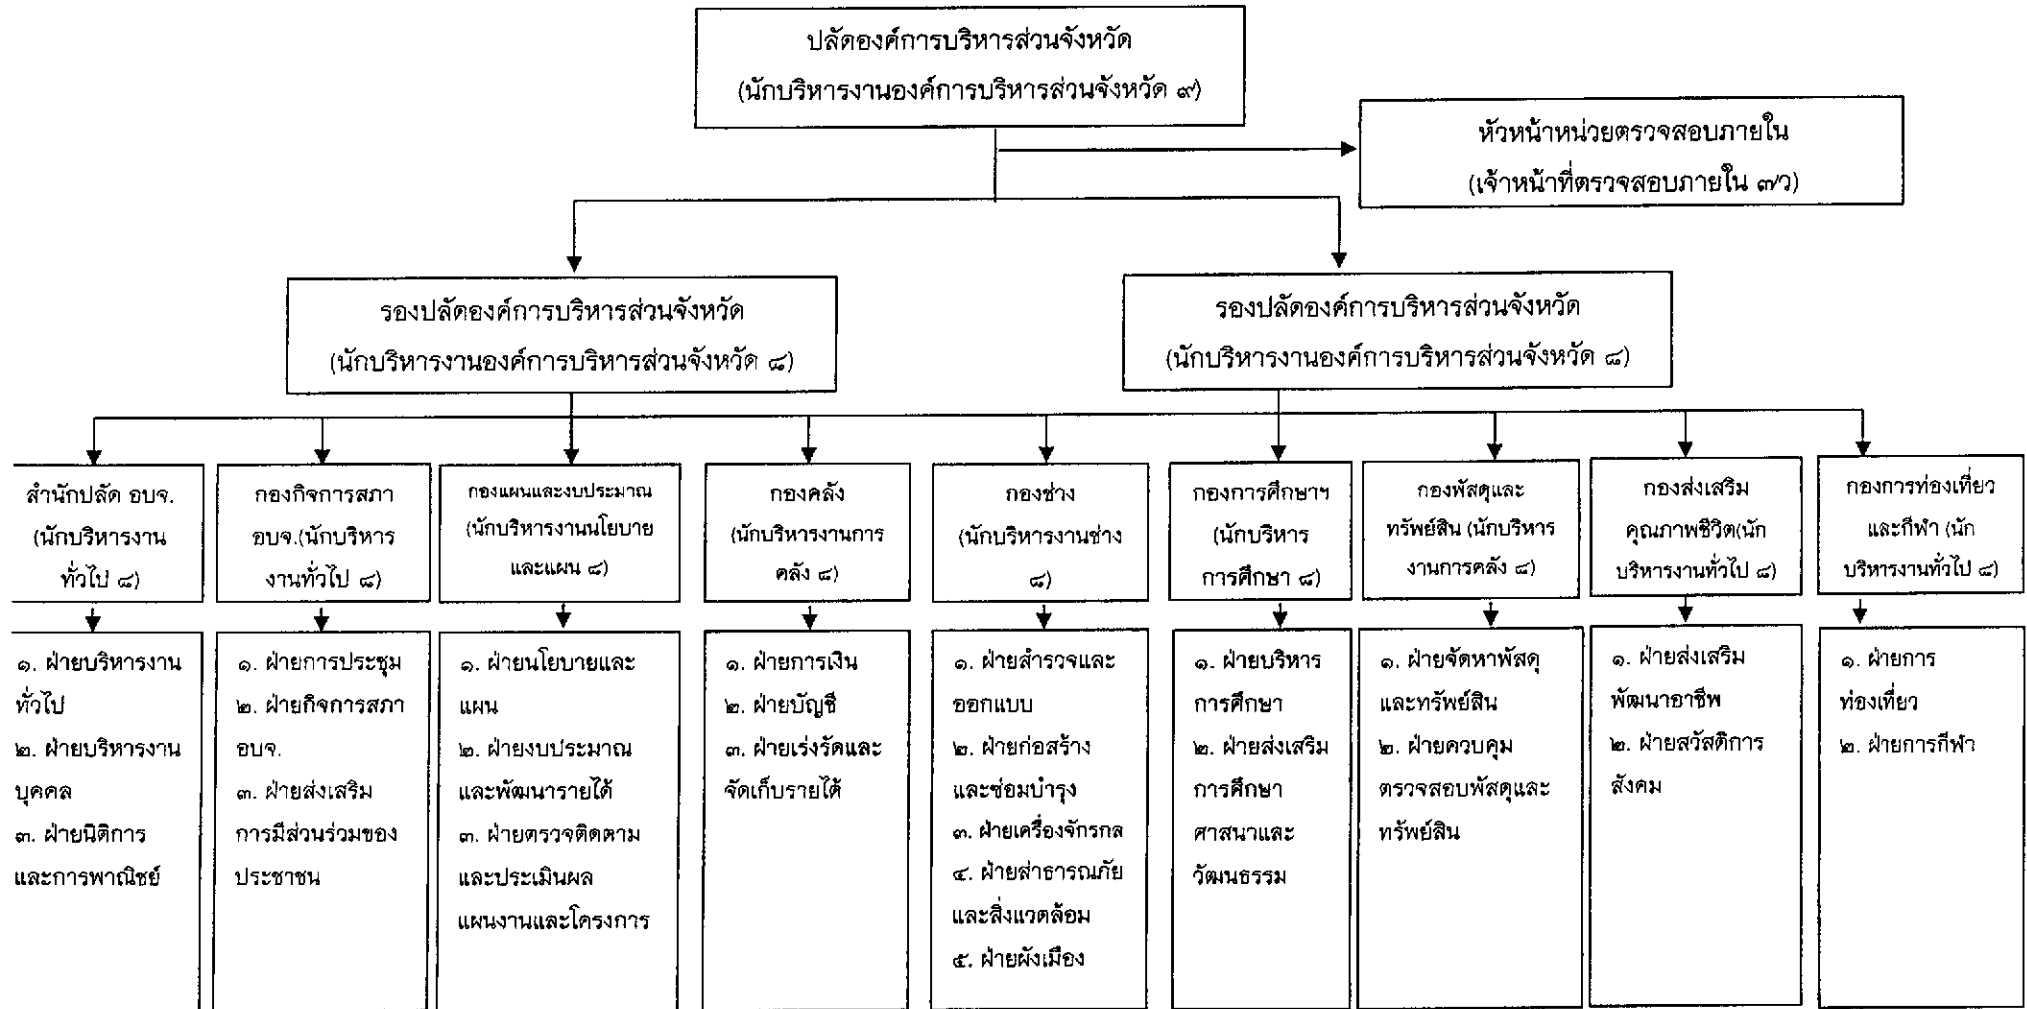 ปลัดองค์การบริหารส่วนจังหวัด
(นักบริหารงานองค์การบริหารส่วนจังหวัด ๙)
หัวหน้าหน่วยตรวจสอบภายใน
(เจ้าหน้าที่ตรวจสอบภายใน ๗ว)
รองปลัดองค์การบริหารส่วนจังหวัด
(นักบริหารงานองค์การบริหารส่วนจังหวัด ๘)
รองปลัดองค์การบริหารส่วนจังหวัด
(นักบริหารงานองค์การบริหารส่วนจังหวัด ๘)
สำนักปลัด อบจ.
(นักบริหารงาน
ทั่วไป ๘)
กองกิจการสภา
อบจ.(นักบริหาร
งานทั่วไป ๘)
กองแผนและงบประมาณ
(นักบริหารงานนโยบาย
และแผน ๘)
กองคลัง
(นักบริหารงานการ
คลัง ๘)
กองช่าง
(นักบริหารงานช่าง
๘)
กองการศึกษาฯ
(นักบริหาร
การศึกษา ๘)
กองพัสดุและ
ทรัพย์สิน (นักบริหาร
งานการคลัง ๘)
กองส่งเสริม
คุณภาพชีวิต(นัก
บริหารงานทั่วไป ๘)
กองการท่องเที่ยว
และกีฬา (นัก
บริหารงานทั่วไป ๘)
๑. ฝ่ายบริหารงาน
ทั่วไป
๒. ฝ่ายบริหารงาน
บุคคล
๓. ฝ่ายนิติการ
และการพาณิชย์
๑. ฝ่ายการประชุม
๒. ฝ่ายกิจการสภา
อบจ.
๓. ฝ่ายส่งเสริม
การมีส่วนร่วมของ
ประชาชน
๑. ฝ่ายนโยบายและ
แผน
๒. ฝ่ายงบประมาณ
และพัฒนารายได้
๓. ฝ่ายตรวจติดตาม
และประเมินผล
แผนงานและโครงการ
๑. ฝ่ายการเงิน
๒. ฝ่ายบัญชี
๓. ฝ่ายเร่งรัดและ
จัดเก็บรายได้
๑. ฝ่ายสำรวจและ
ออกแบบ
๒. ฝ่ายก่อสร้าง
และซ่อมบำรุง
๓. ฝ่ายเครื่องจักรกล
๔. ฝ่ายสาธารณภัย
และสิ่งแวดล้อม
๕. ฝ่ายผังเมือง
๑. ฝ่ายบริหาร
การศึกษา
๒. ฝ่ายส่งเสริม
การศึกษา
ศาสนาและ
วัฒนธรรม
๑. ฝ่ายจัดหาพัสดุ
และทรัพย์สิน
๒. ฝ่ายควบคุม
ตรวจสอบพัสดุและ
ทรัพย์สิน
๑. ฝ่ายส่งเสริม
พัฒนาอาชีพ
๒. ฝ่ายสวัสดิการ
สังคม
๑. ฝ่ายการ
ท่องเที่ยว
๒. ฝ่ายการกีฬา